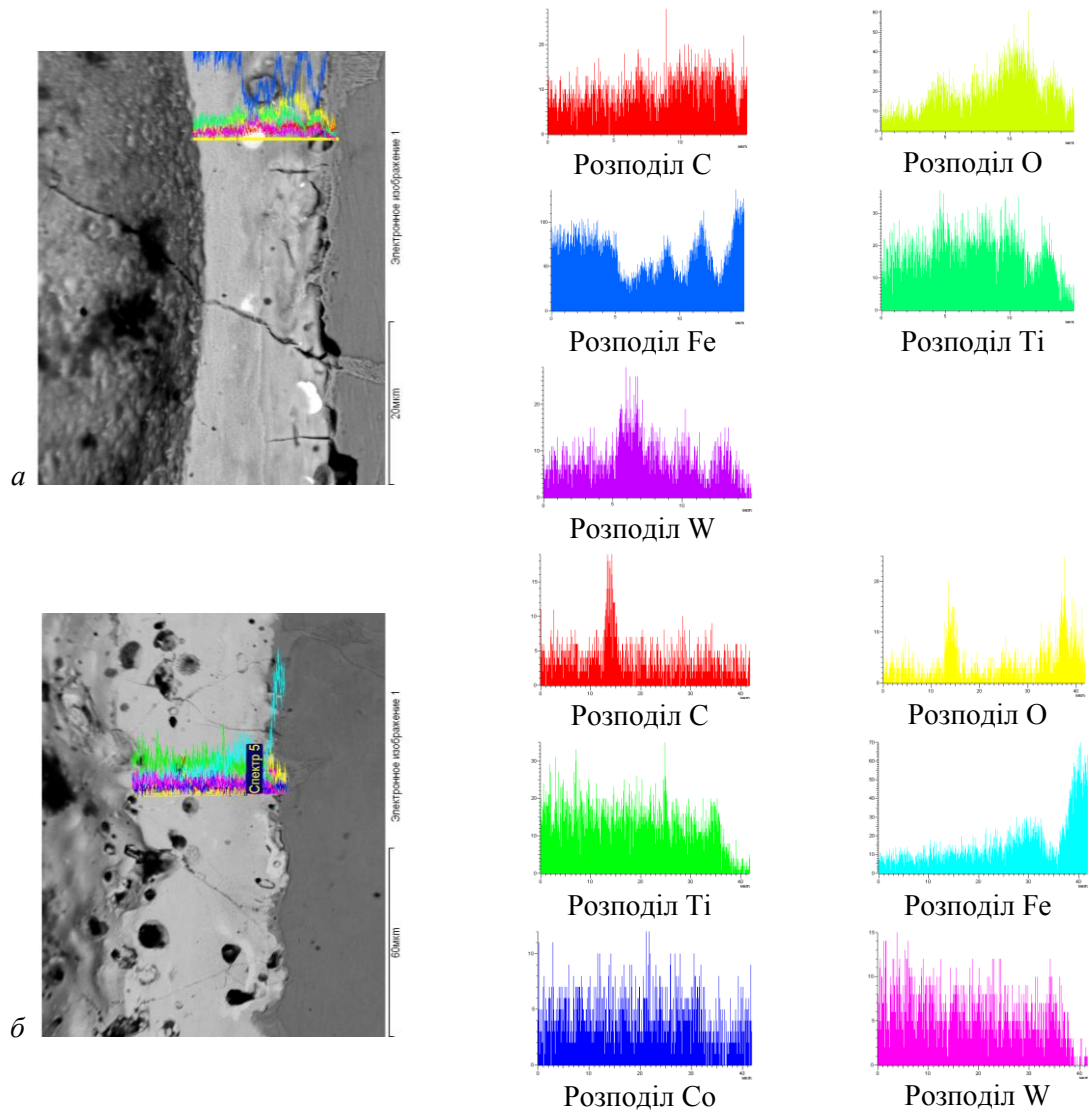 Розподіл C
Розподіл O
Электронное изображение 1
Розподіл Fe
Розподіл Ti
20мкм
а
Розподіл W
Розподіл C
Розподіл O
Электронное изображение 1
Спектр 5
Розподіл Ti
Розподіл Fe
60мкм
б
Розподіл Co
Розподіл W